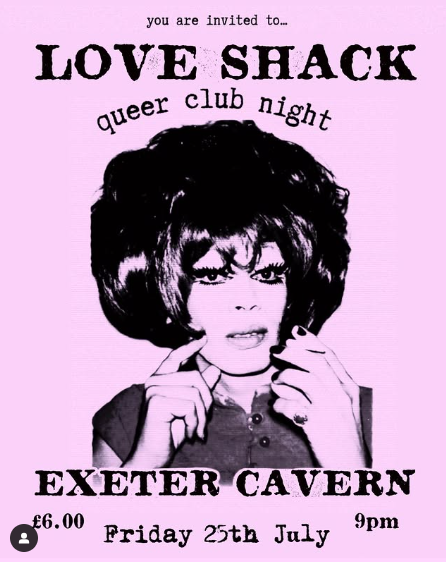 you are invited to…
LOVE SHACK
queer club night
EXETER CAVERN
£6.00
Friday 25th July
9pm